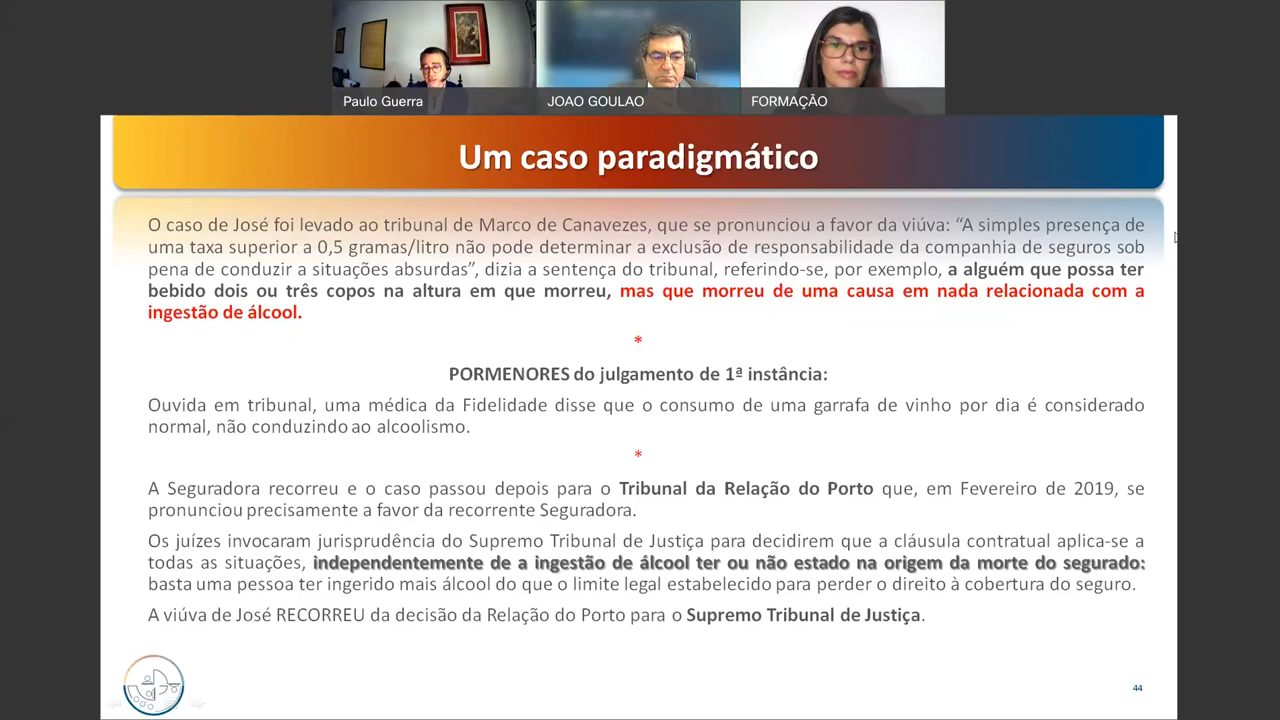 Paulo Guerra
JOAO GOULAO
FORMAÇÃO
Um caso paradigmático
O caso de José foi levado ao tribunal de Marco de Canavezes, que se pronunciou a favor da viúva: “A simples presença de
uma taxa superior a 0,5 gramas/litro não pode determinar a exclusão de responsabilidade da companhia de seguros sob
pena de conduzir a situações absurdas”, dizia a sentença do tribunal, referindo-se, por exemplo, a alguém que possa ter
bebido dois ou três copos na altura em que morreu, mas que morreu de uma causa em nada relacionada com a
ingestão de álcool.
*
PORMENORES do julgamento de 1ª instância:
Ouvida em tribunal, uma médica da Fidelidade disse que o consumo de uma garrafa de vinho por dia é considerado
normal, não conduzindo ao alcoolismo.
*
A Seguradora recorreu e o caso passou depois para o Tribunal da Relação do Porto que, em Fevereiro de 2019, se
pronunciou precisamente a favor da recorrente Seguradora.
Os juízes invocaram jurisprudência do Supremo Tribunal de Justiça para decidirem que a cláusula contratual aplica-se a
todas as situações, independentemente de a ingestão de álcool ter ou não estado na origem da morte do segurado:
basta uma pessoa ter ingerido mais álcool do que o limite legal estabelecido para perder o direito à cobertura do seguro.
A viúva de José RECORREU da decisão da Relação do Porto para o Supremo Tribunal de Justiça.
44